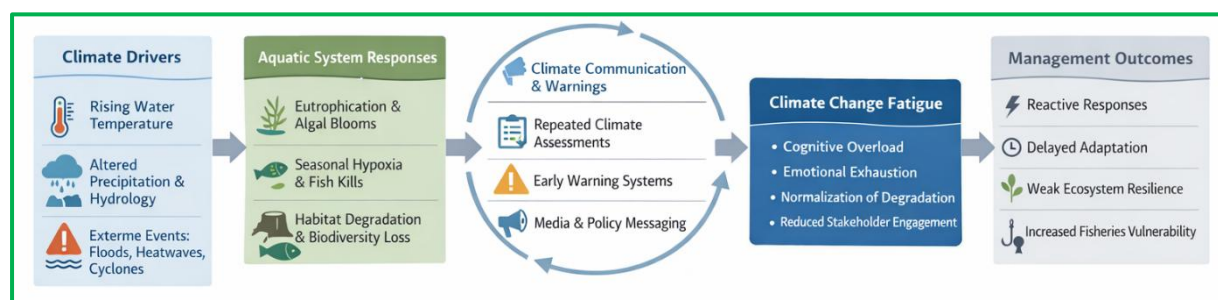 Climate Drivers
Rising Water
Temperature
Altered
Precipitation &
Hydrology
Exterme Events:
Floods, Heatwaves,
Cyclones
Aquatic System Responses
Eutrophication &
Algal Blooms
Seasonal Hypoxia
& Fish Kills
Habitat Degradation
& Biodiversity Loss
Climate Communication
& Warnings
Repeated Climate
Assessments
Early Warning Systems
Media & Policy Messaging
Climate Change Fatigue
• Cognitive Overload
• Emotional Exhaustion
• Normalization of Degradation
• Reduced Stakeholder Engagement
Management Outcomes
Reactive Responses
Delayed Adaptation
Weak Ecosystem Resilience
Increased Fisheries Vulnerability